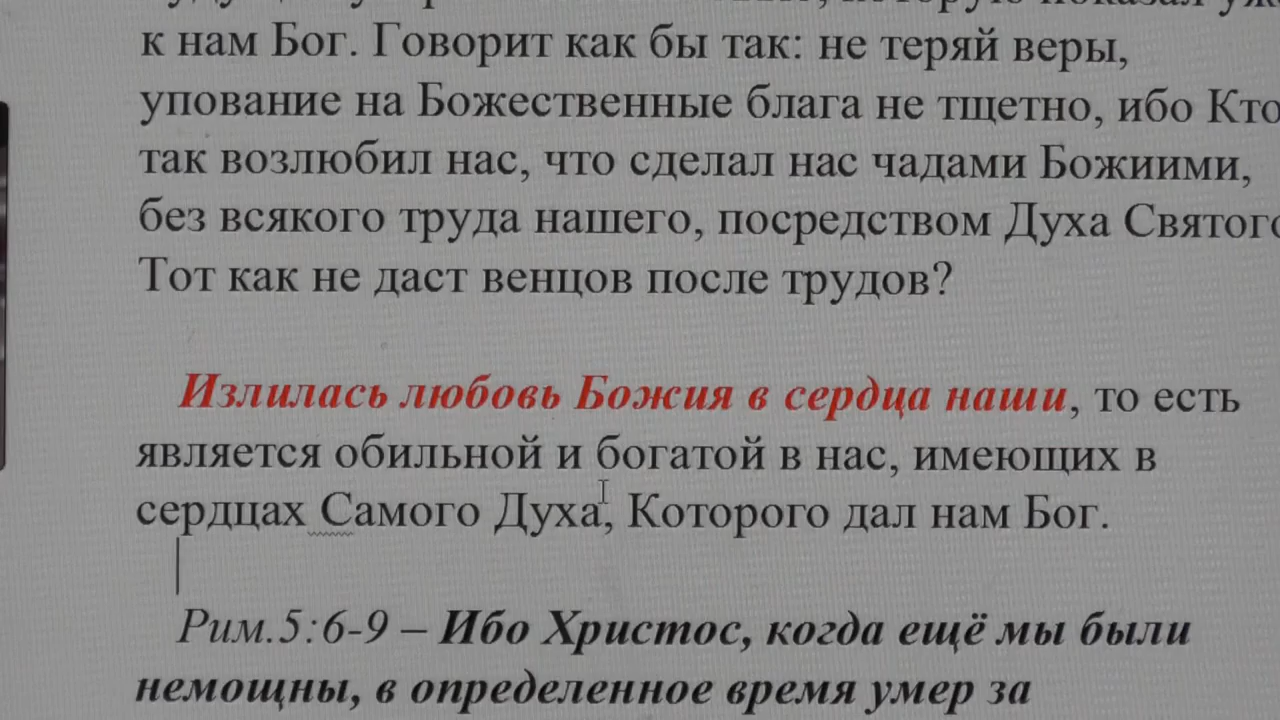 к нам Бог. Говорит как бы так: не теряй веры,
упование на Божественные блага не тщетно, ибо Кто
так возлюбил нас, что сделал нас чадами Божиими,
без всякого труда нашего, посредством Духа Святого
Тот как не даст венцов после трудов?
Излилась любовь Божия в сердца наши, то есть
является обильной и богатой в нас, имеющих в
сердцах Самого Духа, Которого дал нам Бог.
Рим.5:6-9 – Ибо Христос, когда ещё мы были
немощны, в определенное время умер за